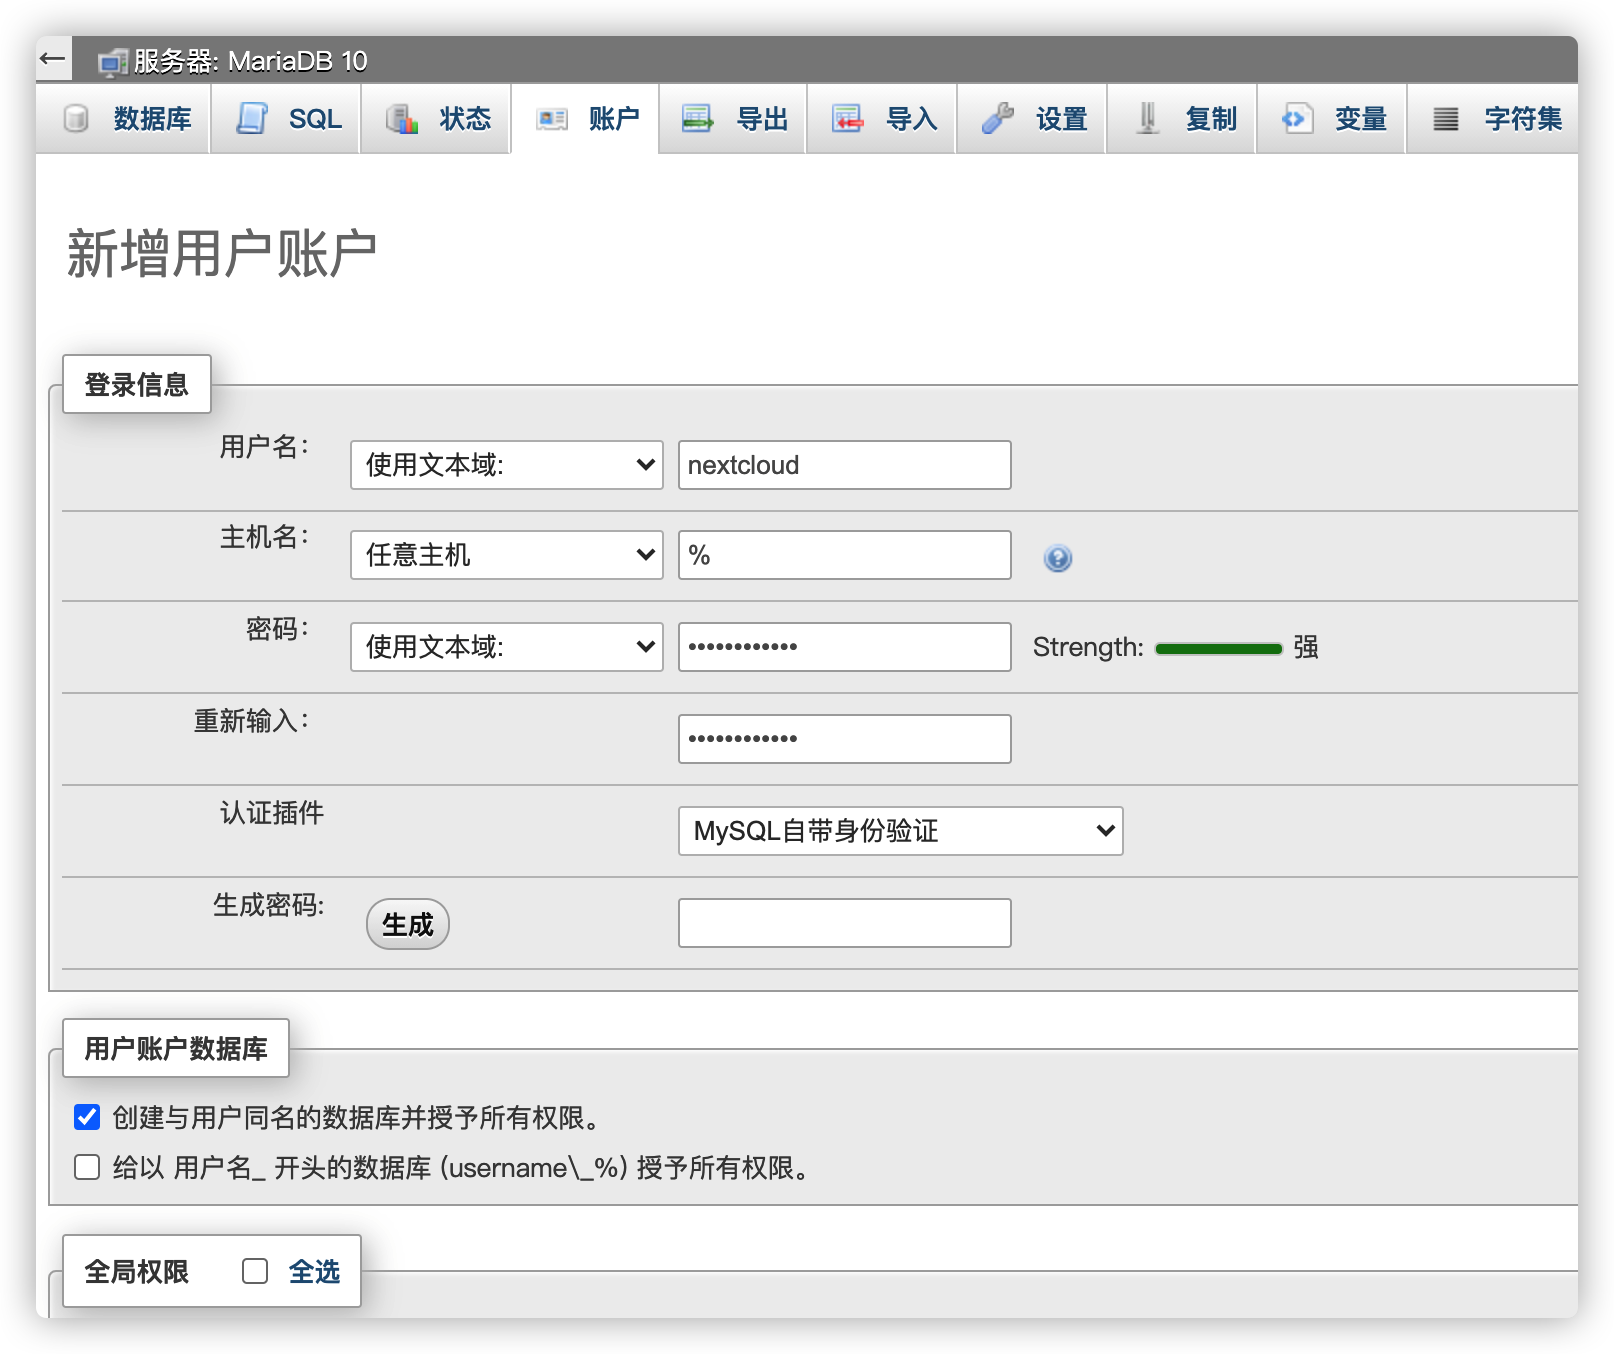 服务器: MariaDB 10
数据库 SQL 状态 账户 导出 导入 设置 复制 变量 字符集
新增用户账户
登录信息
用户名： 使用文本域: nextcloud
主机名： 任意主机 %
密码： 使用文本域: •••••••••••• Strength: 强
重新输入： ••••••••••••
认证插件 MySQL自带身份验证
生成密码: 生成
用户账户数据库
创建与用户同名的数据库并授予所有权限。
给以 用户名_ 开头的数据库 (username\_%) 授予所有权限。
全局权限 全选